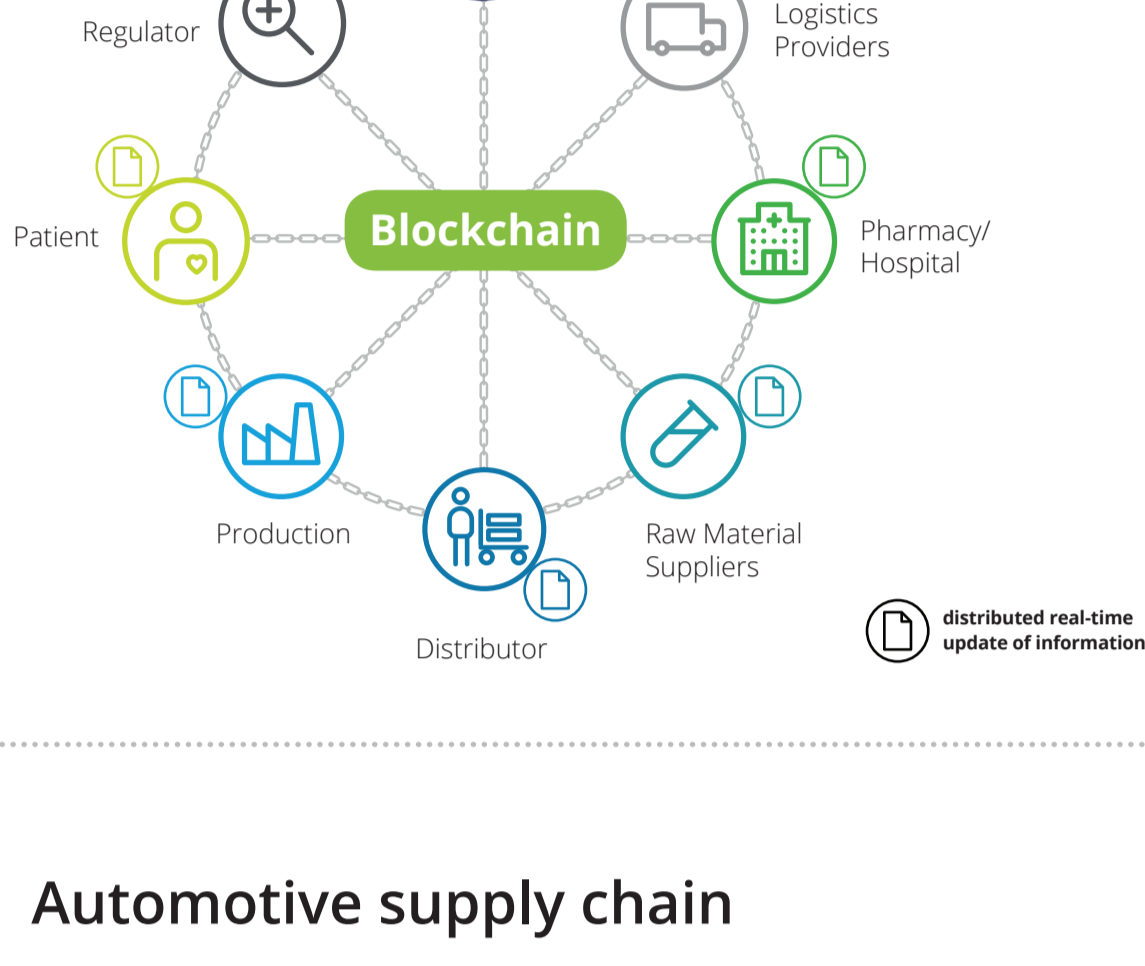 Regulator
Logistics
Providers
Patient
Blockchain
Pharmacy/
Hospital
Production
Raw Material
Suppliers
Distributor
distributed real-time
update of information
Automotive supply chain